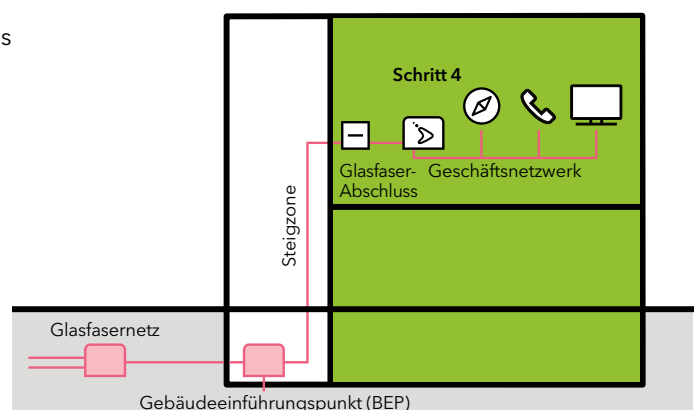 s
Schritt 4
Glasfaser-
Abschluss
Geschäftsnetzwerk
Steigzone
Glasfasernetz
Gebäudeeinführungspunkt (BEP)